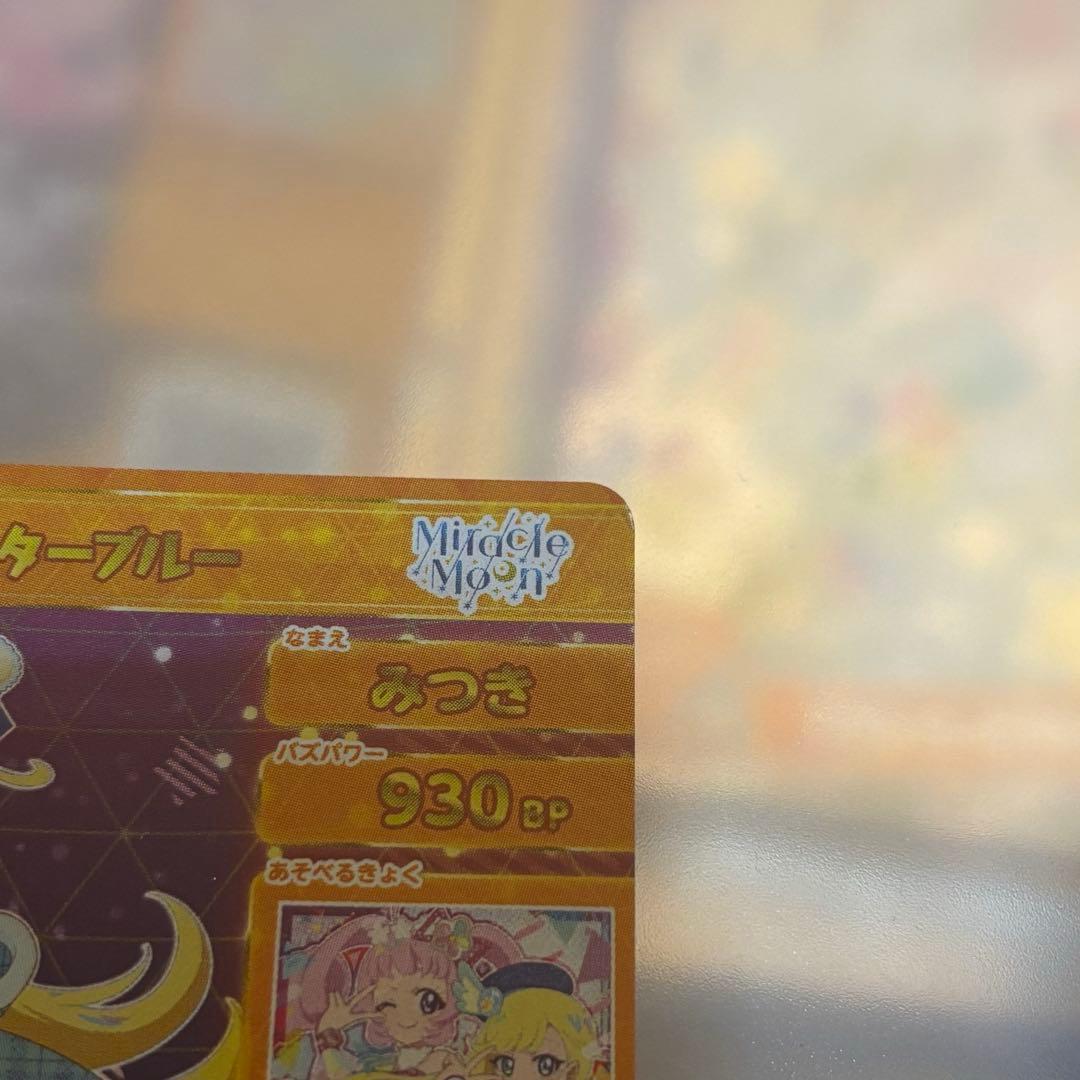 ターブルー
Miracle
Moon
なまえ
みつき
バズパワー
930 BP
あそべるきょく